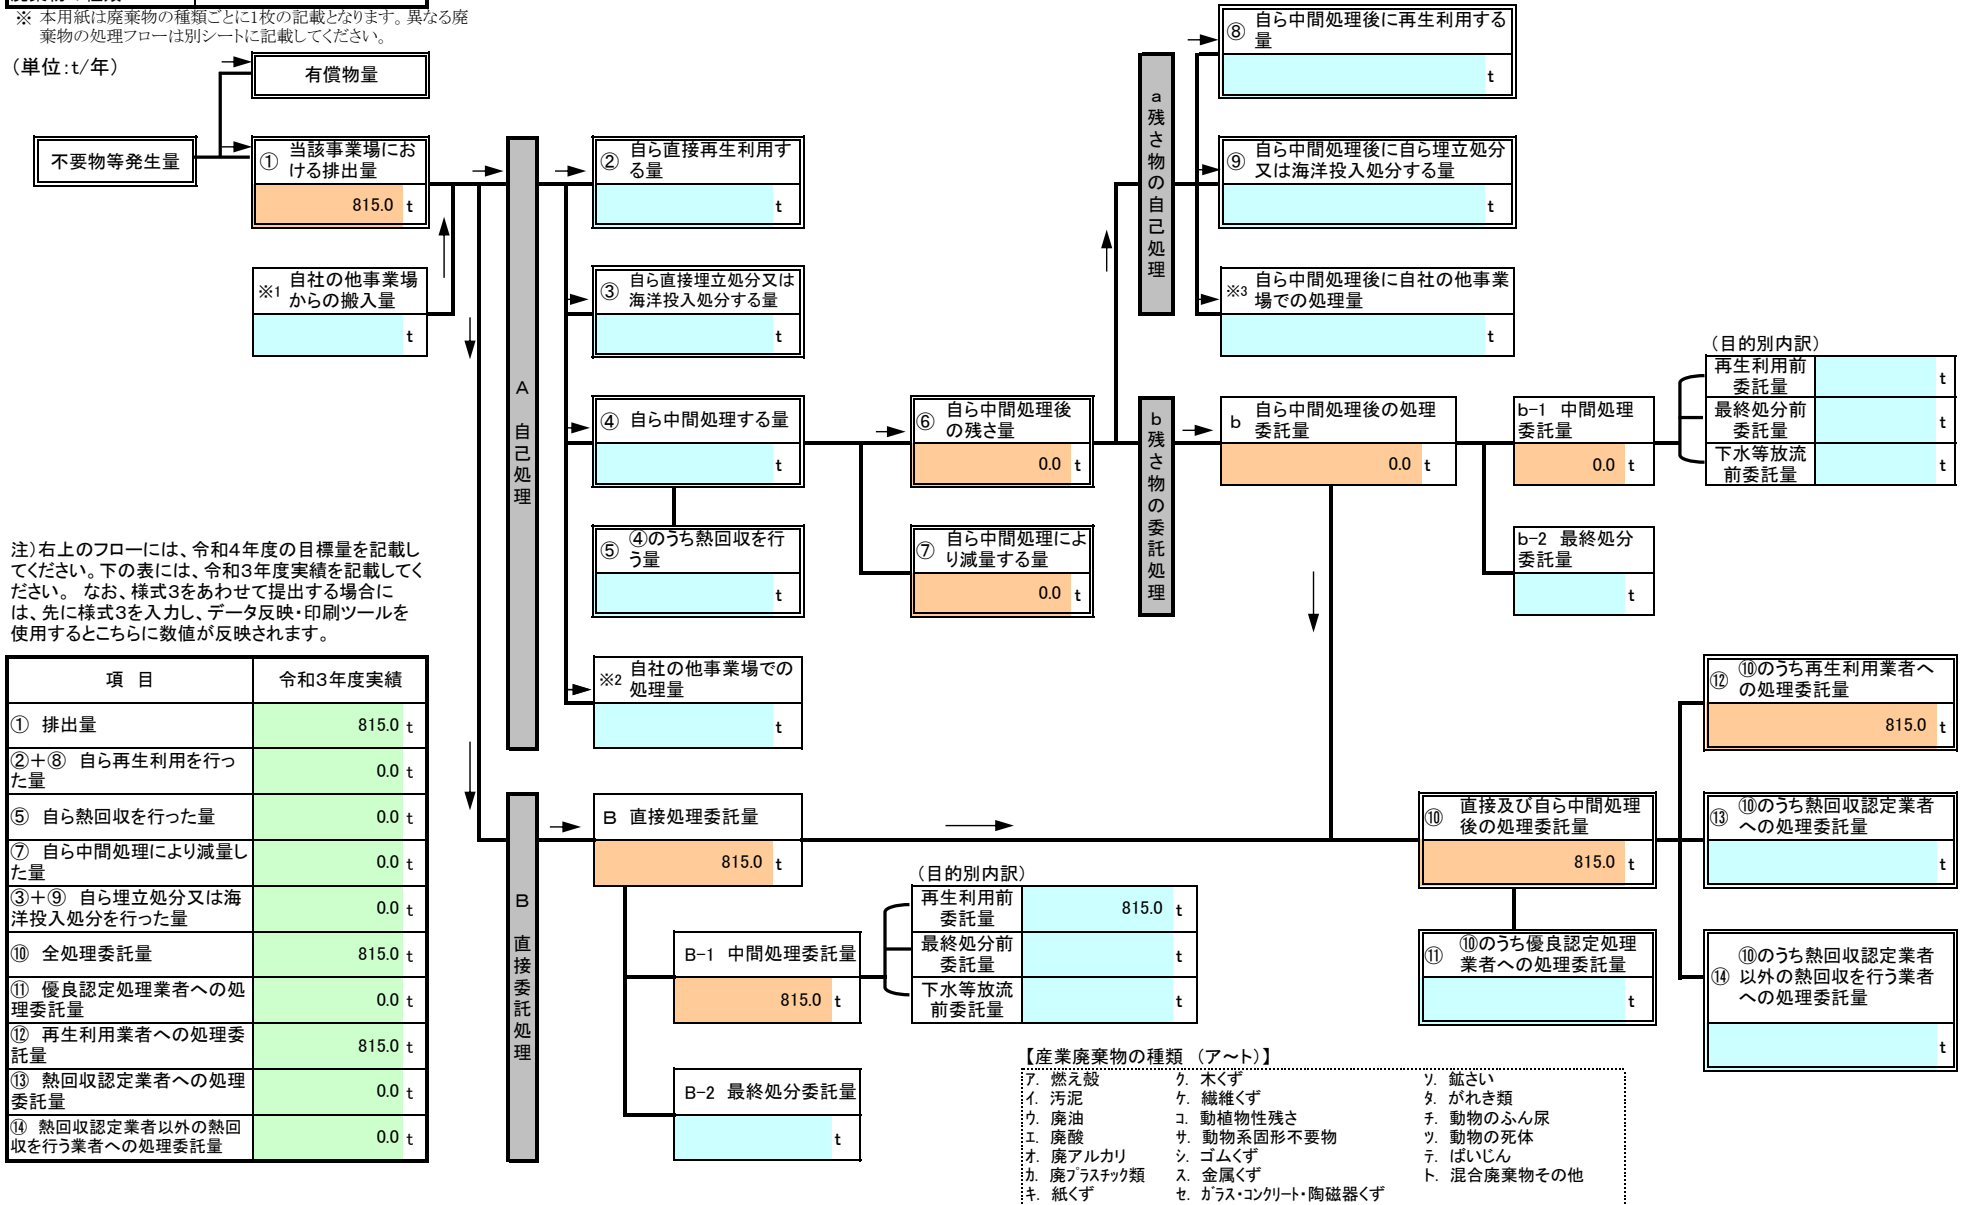 ※ 本用紙は廃棄物の種類ごとに1枚の記載となります。異なる廃
棄物の処理フローは別シートに記載してください。
（単位：t/年）
有償物量
不要物等発生量
① 当該事業場にお
ける排出量
815.0 t
※1 自社の他事業場
からの搬入量
t
A 自己処理
② 自ら直接再生利用す
る量
t
③ 自ら直接埋立処分又は
海洋投入処分する量
t
④ 自ら中間処理する量
t
⑤ ④のうち熱回収を行
う量
t
※2 自社の他事業場での
処理量
t
⑥ 自ら中間処理後
の残さ量
0.0 t
⑦ 自ら中間処理によ
り減量する量
0.0 t
a残さ物の自己処理
⑧ 自ら中間処理後に再生利用する
量
t
⑨ 自ら中間処理後に自ら埋立処分
又は海洋投入処分する量
t
※3 自ら中間処理後に自社の他事業
場での処理量
t
b残さ物の委託処理
b 自ら中間処理後の処理
委託量
0.0 t
b-1 中間処理
委託量
0.0 t
（目的別内訳）
再生利用前
委託量
t
最終処分前
委託量
t
下水等放流
前委託量
t
b-2 最終処分
委託量
t
注）右上のフローには、令和４年度の目標量を記載し
てください。下の表には、令和３年度実績を記載してく
ださい。 なお、様式３をあわせて提出する場合に
は、先に様式３を入力し、データ反映・印刷ツールを
使用するとこちらに数値が反映されます。
項 目 令和３年度実績
① 排出量 815.0 t
②＋⑧ 自ら再生利用を行っ
た量 0.0 t
⑤ 自ら熱回収を行った量 0.0 t
⑦ 自ら中間処理により減量し
た量 0.0 t
③＋⑨ 自ら埋立処分又は海
洋投入処分を行った量 0.0 t
⑩ 全処理委託量 815.0 t
⑪ 優良認定処理業者への処
理委託量 0.0 t
⑫ 再生利用業者への処理委
託量 815.0 t
⑬ 熱回収認定業者への処理
委託量 0.0 t
⑭ 熱回収認定業者以外の熱回
収を行う業者への処理委託量 0.0 t
B 直接委託処理
B 直接処理委託量
815.0 t
B-1 中間処理委託量
815.0 t
（目的別内訳）
再生利用前
委託量
815.0 t
最終処分前
委託量
t
下水等放流
前委託量
t
B-2 最終処分委託量
t
⑩ 直接及び自ら中間処理
後の処理委託量
815.0 t
⑪ ⑩のうち優良認定処理
業者への処理委託量
t
⑫ ⑩のうち再生利用業者へ
の処理委託量
815.0 t
⑬ ⑩のうち熱回収認定業者
への処理委託量
t
⑭ ⑩のうち熱回収認定業者
以外の熱回収を行う業者
への処理委託量
t
【産業廃棄物の種類 （ア～ト）】
ア. 燃え殻 ク. 木くず ソ. 鉱さい
イ. 汚泥 ケ. 繊維くず タ. がれき類
ウ. 廃油 コ. 動植物性残さ チ. 動物のふん尿
エ. 廃酸 サ. 動物系固形不要物 ツ. 動物の死体
オ. 廃アルカリ シ. ゴムくず テ. ばいじん
カ. 廃プラスチック類 ス. 金属くず ト. 混合廃棄物その他
キ. 紙くず セ. ガラス・コンクリート・陶磁器くず